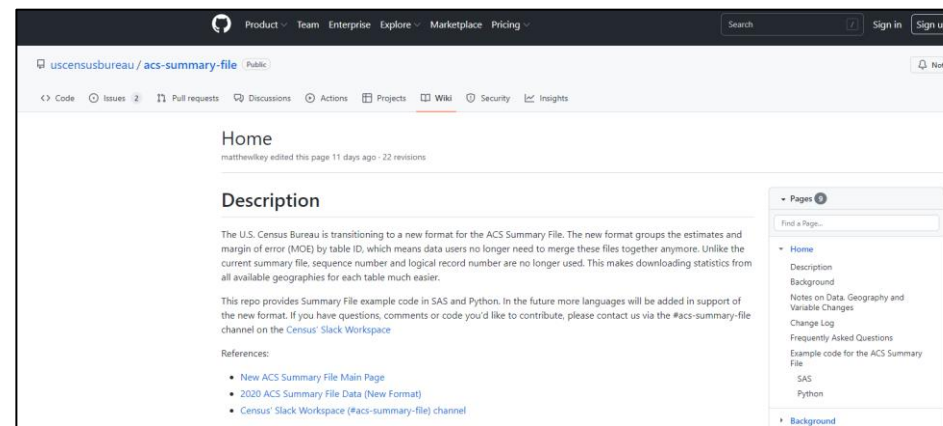 Product Team Enterprise Explore Marketplace Pricing
Search / Sign in Sign u
uscensusbureau / acs-summary-file Public
Not
Code Issues 2 Pull requests Discussions Actions Projects Wiki Security Insights
Home
matthewlkey edited this page 11 days ago · 22 revisions
Description
The U.S. Census Bureau is transitioning to a new format for the ACS Summary File. The new format groups the estimates and
margin of error (MOE) by table ID, which means data users no longer need to merge these files together anymore. Unlike the
current summary file, sequence number and logical record number are no longer used. This makes downloading statistics from
all available geographies for each table much easier.
This repo provides Summary File example code in SAS and Python. In the future more languages will be added in support of
the new format. If you have questions, comments or code you'd like to contribute, please contact us via the #acs-summary-file
channel on the Census' Slack Workspace
References:
• New ACS Summary File Main Page
• 2020 ACS Summary File Data (New Format)
• Census' Slack Workspace (#acs-summary-file) channel
Pages 9
Find a Page...
Home
Description
Background
Notes on Data, Geography and
Variable Changes
Change Log
Frequently Asked Questions
Example code for the ACS Summary
File
SAS
Python
Background